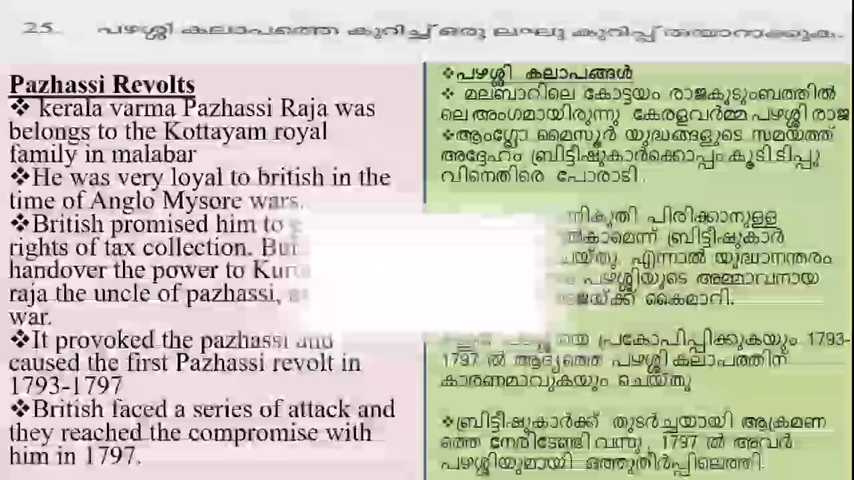 25. പഴശ്ശി കലാപത്തെ കുറിച്ച് ഒരു ലഘു കുറിപ്പ് തയാറാക്കുക.
Pazhassi Revolts
❖ kerala varma Pazhassi Raja was
belongs to the Kottayam royal
family in malabar
❖He was very loyal to british in the
time of Anglo Mysore wars.
❖British promised him to
rights of tax collection. But
handover the power to
raja the uncle of pazhassi,
war.
❖It provoked the pazhassi and
caused the first Pazhassi revolt in
1793-1797
❖British faced a series of attack and
they reached the compromise with
him in 1797.
❖പഴശ്ശി കലാപങ്ങൾ
❖ മലബാറിലെ കോട്ടയം രാജകുടുംബത്തിൽ
ലെ അംഗമായിരുന്നു കേരളവർമ്മ പഴശ്ശി രാജ
❖ആംഗ്ലോ മൈസൂർ യുദ്ധങ്ങളുടെ സമയത്ത്
അദ്ദേഹം ബ്രിട്ടീഷുകാർക്കൊപ്പം കൂടി ടിപ്പു
വിനെതിരെ പോരാടി.
നികുതി പിരിക്കാനുള്ള
ബ്രിട്ടീഷുകാർ
എന്നാൽ യുദ്ധാനന്തരം
പഴശ്ശിയുടെ അമ്മാവനായ
കൈമാറി.
പ്രകോപിപ്പിക്കുകയും 1793-
1797 ൽ ആദ്യത്തെ പഴശ്ശി കലാപത്തിന്
കാരണമാവുകയും ചെയ്തു
❖ബ്രിട്ടീഷുകാർക്ക് തുടർച്ചയായി ആക്രമണ
ത്തെ നേരിടേണ്ടി വന്നു. 1797 ൽ അവർ
പഴശ്ശിയുമായി ഒത്തുതീർപ്പിലെത്തി.